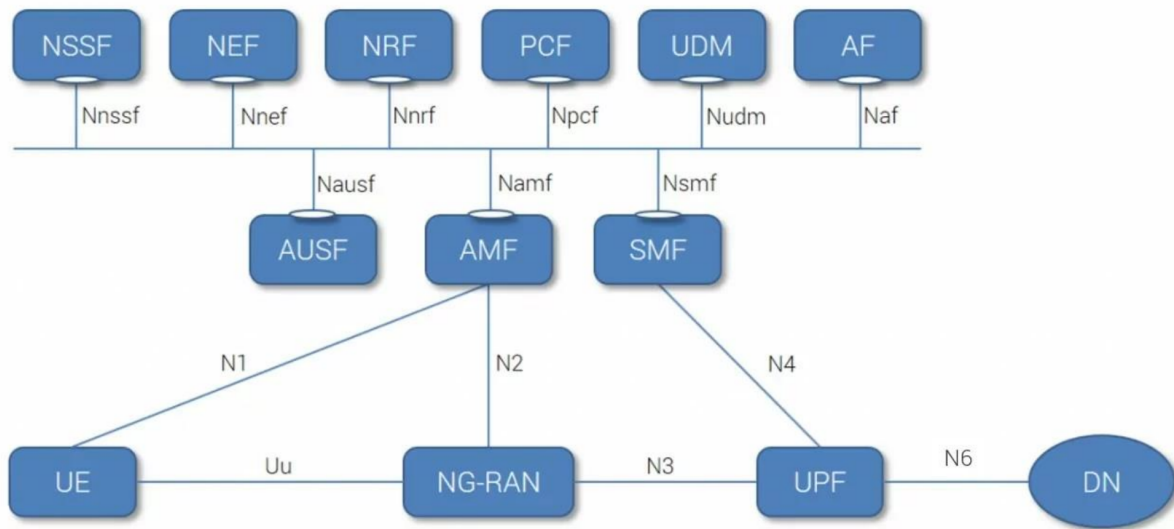 NSSF NEF NRF PCF UDM AF
Nnssf Nnef Nnrf Npcf Nudm Naf
Nausf Namf Nsmf
AUSF AMF SMF
N1 N2 N4
Uu N3 N6
UE NG-RAN UPF DN